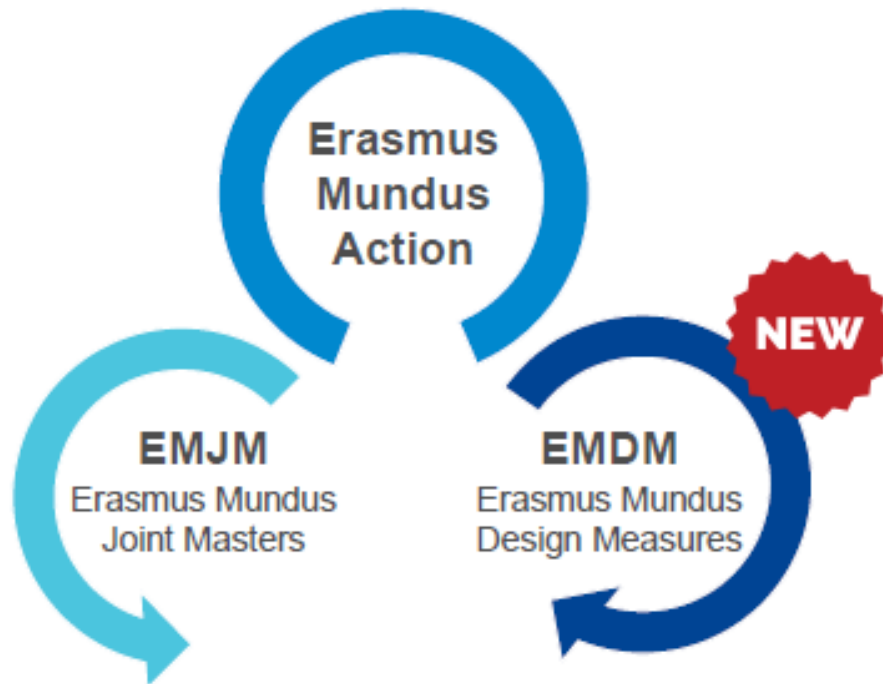 Erasmus
Mundus
Action
NEW
EMJM
Erasmus Mundus
Joint Masters
EMDM
Erasmus Mundus
Design Measures